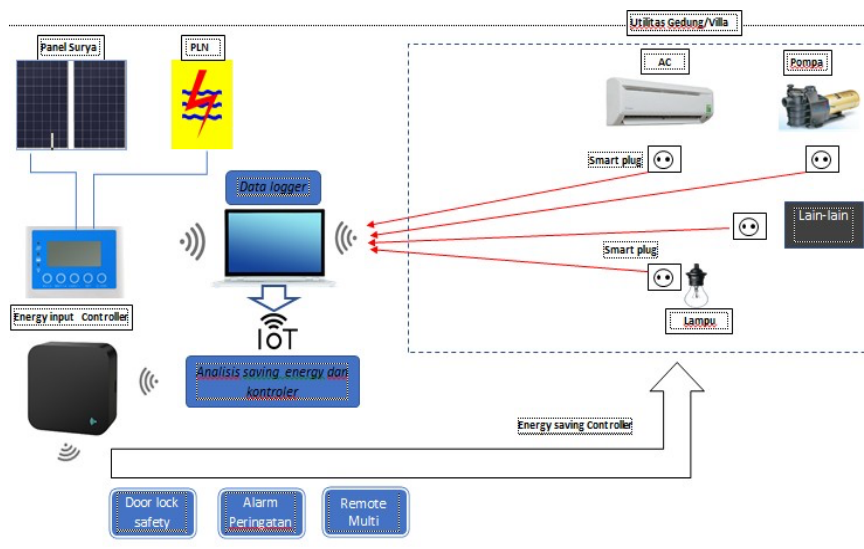 Utilitas Gedung/Villa
Panel Surya
PLN
AC
Pompa
Smart plug
Data logger
Lain-lain
Smart plug
Energy input Controller
IOT
Lampu
Analisis saving energy dan
kontroler
Energy saving Controller
Door lock
safety
Alarm
Peringatan
Remote
Multi